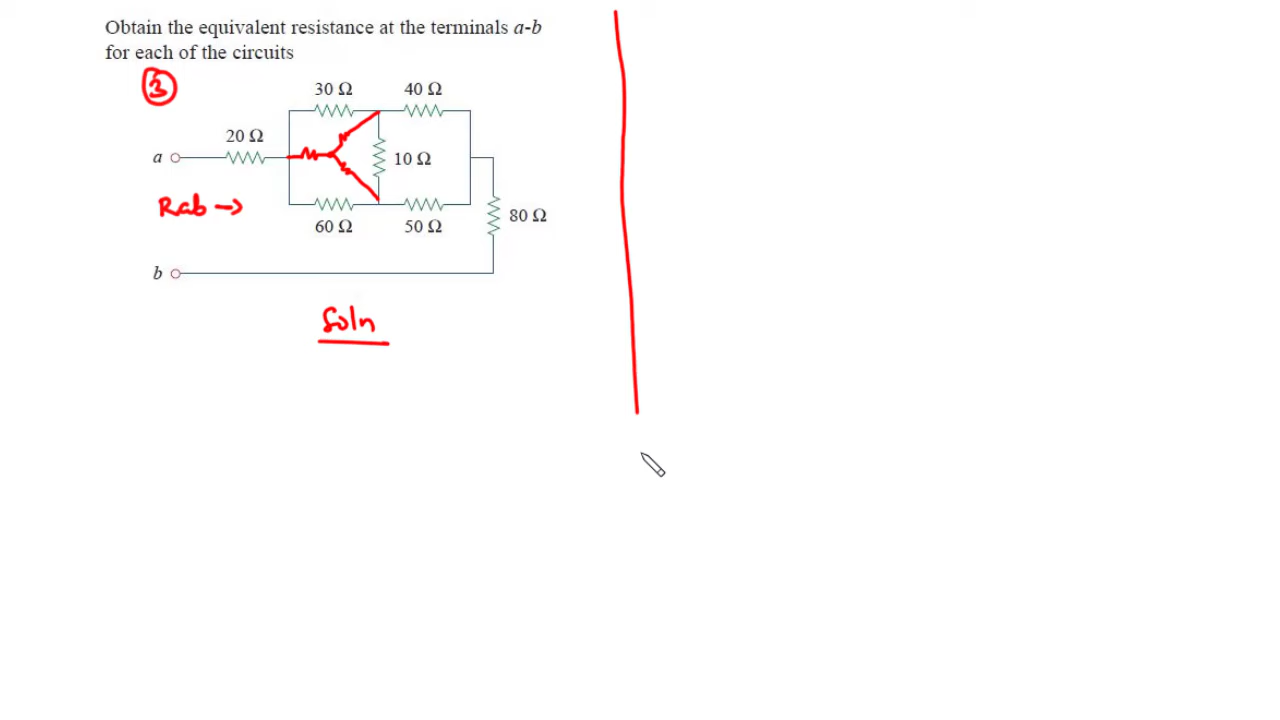 Obtain the equivalent resistance at the terminals a-b
for each of the circuits
3
30 Ω 40 Ω
20 Ω
a 10 Ω
Rab →
80 Ω
60 Ω 50 Ω
b
Soln